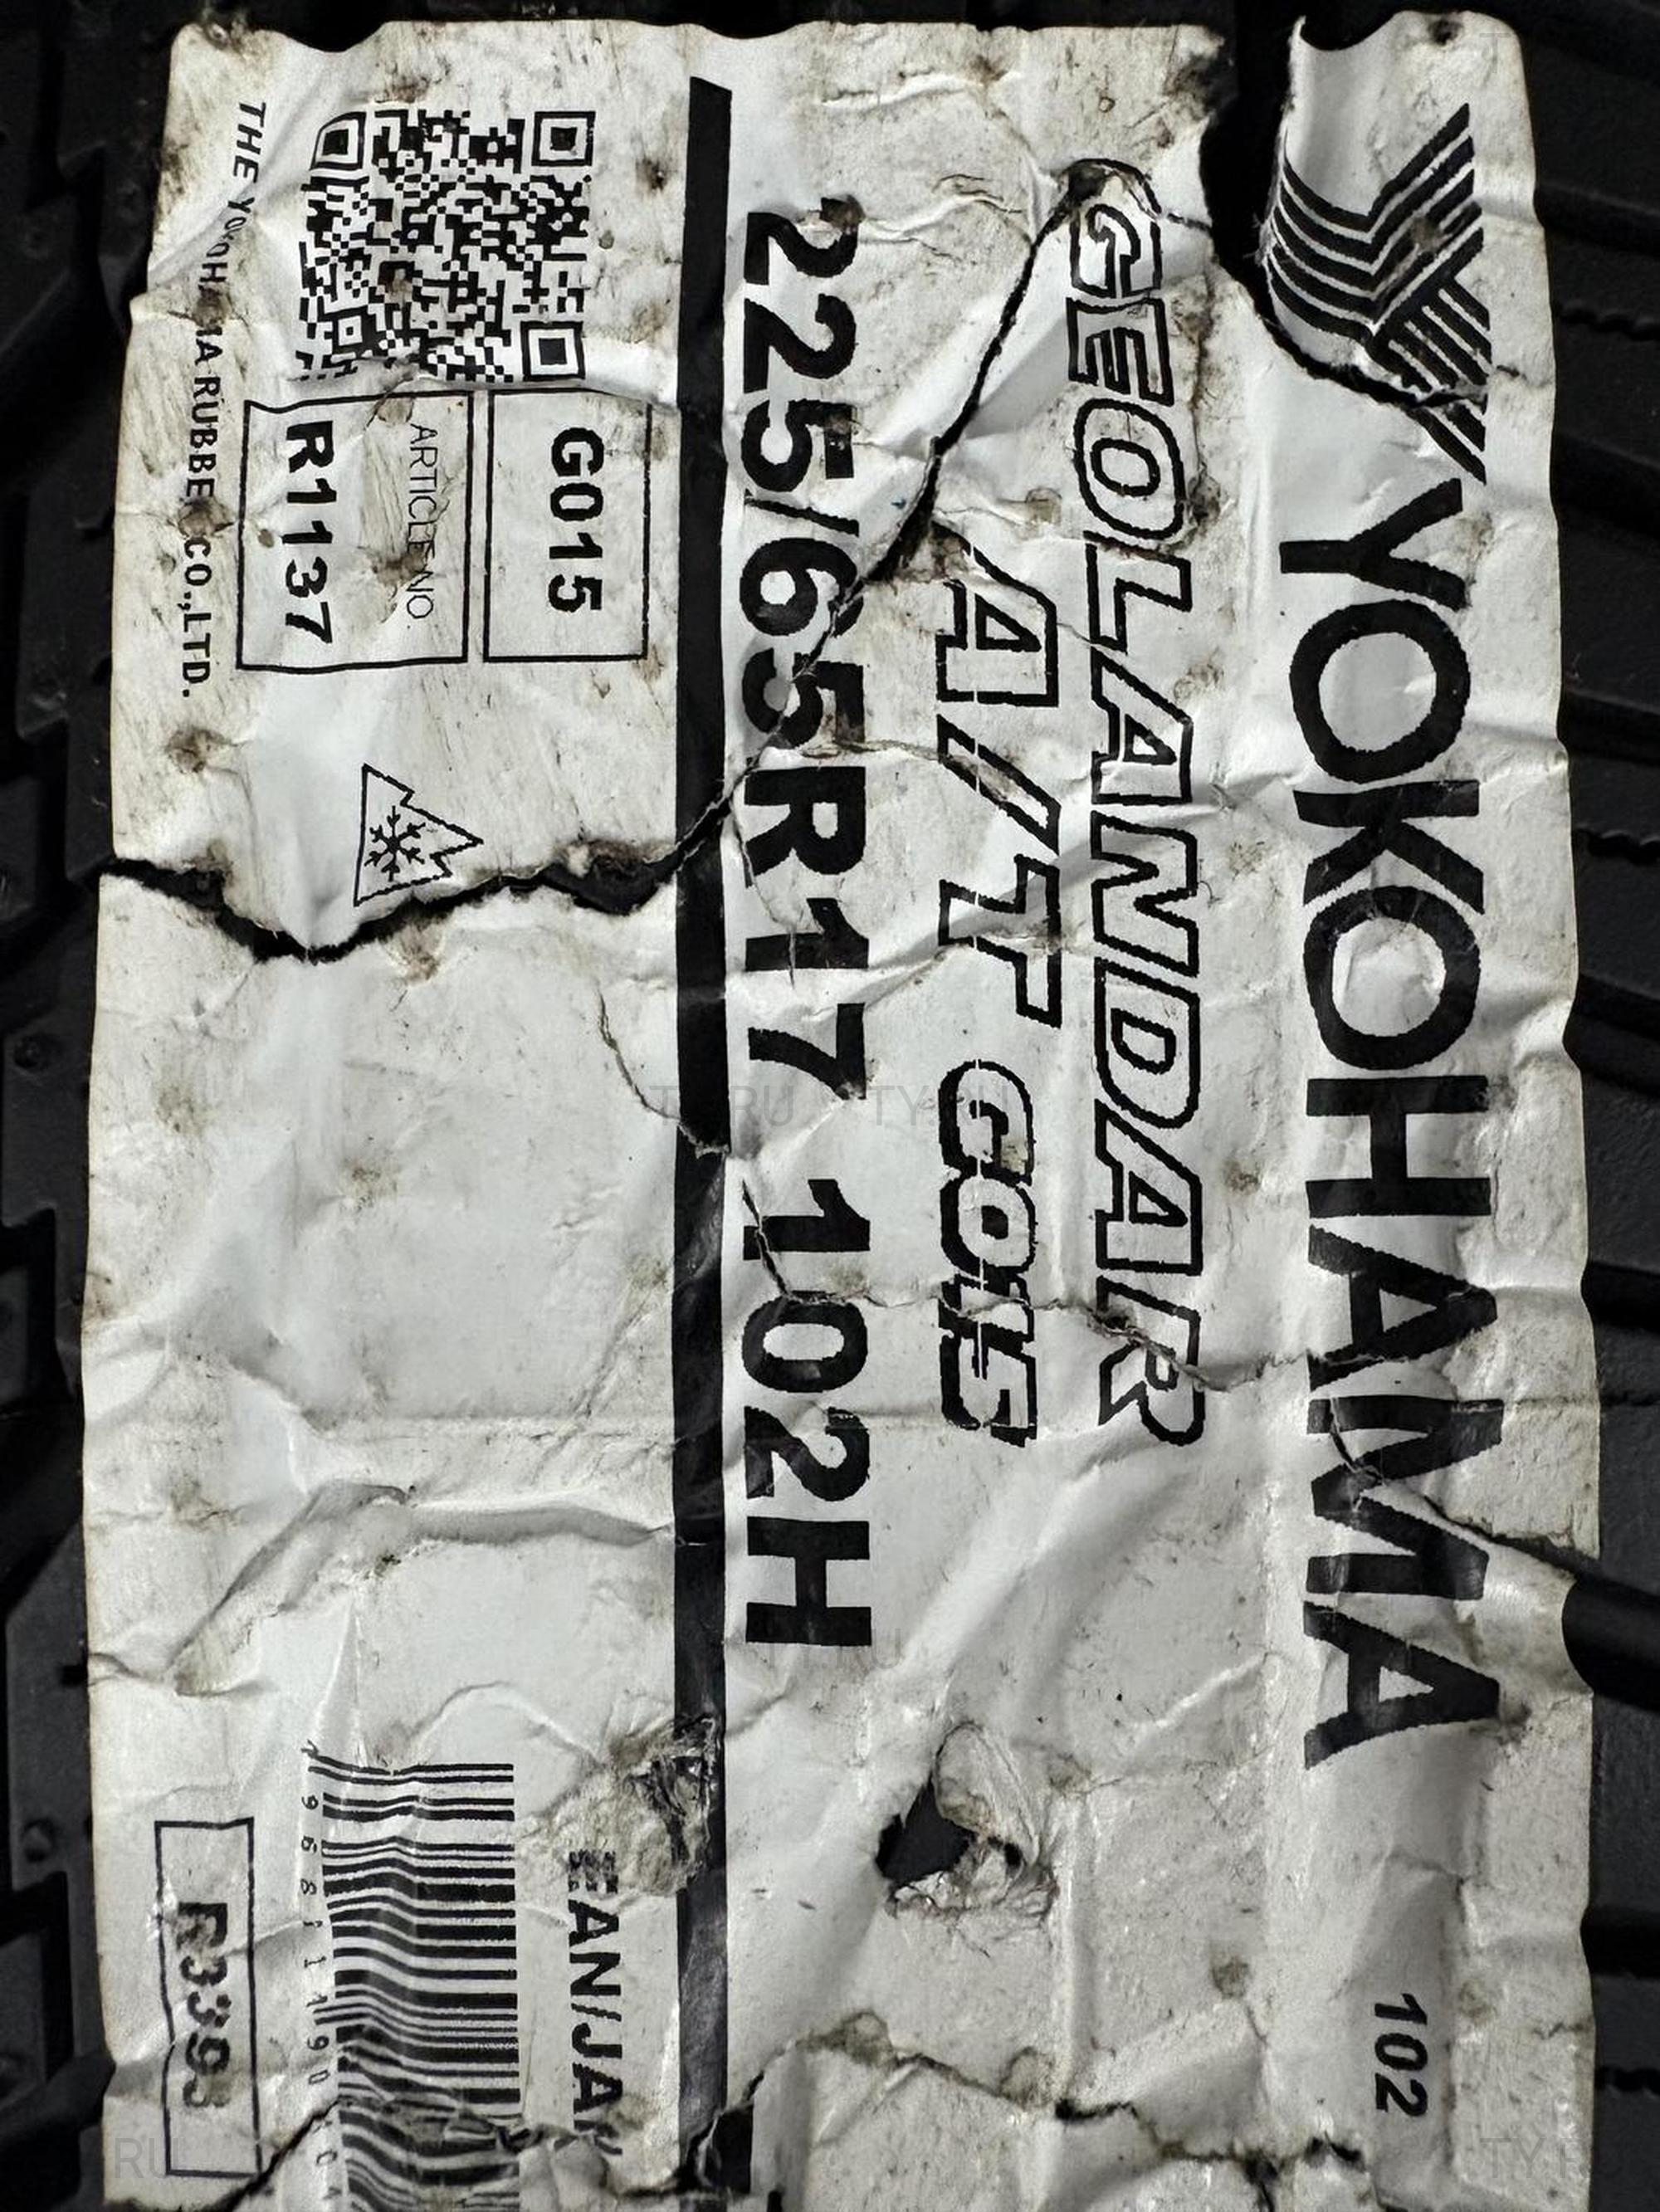 YOKOHAMA
102
GEOLANDAR
A/T G015
225/65R17 102H
G015
ARTICLE NO.
R1137
THE YOKOHAMA RUBBER CO.,LTD.
EAN/JAN